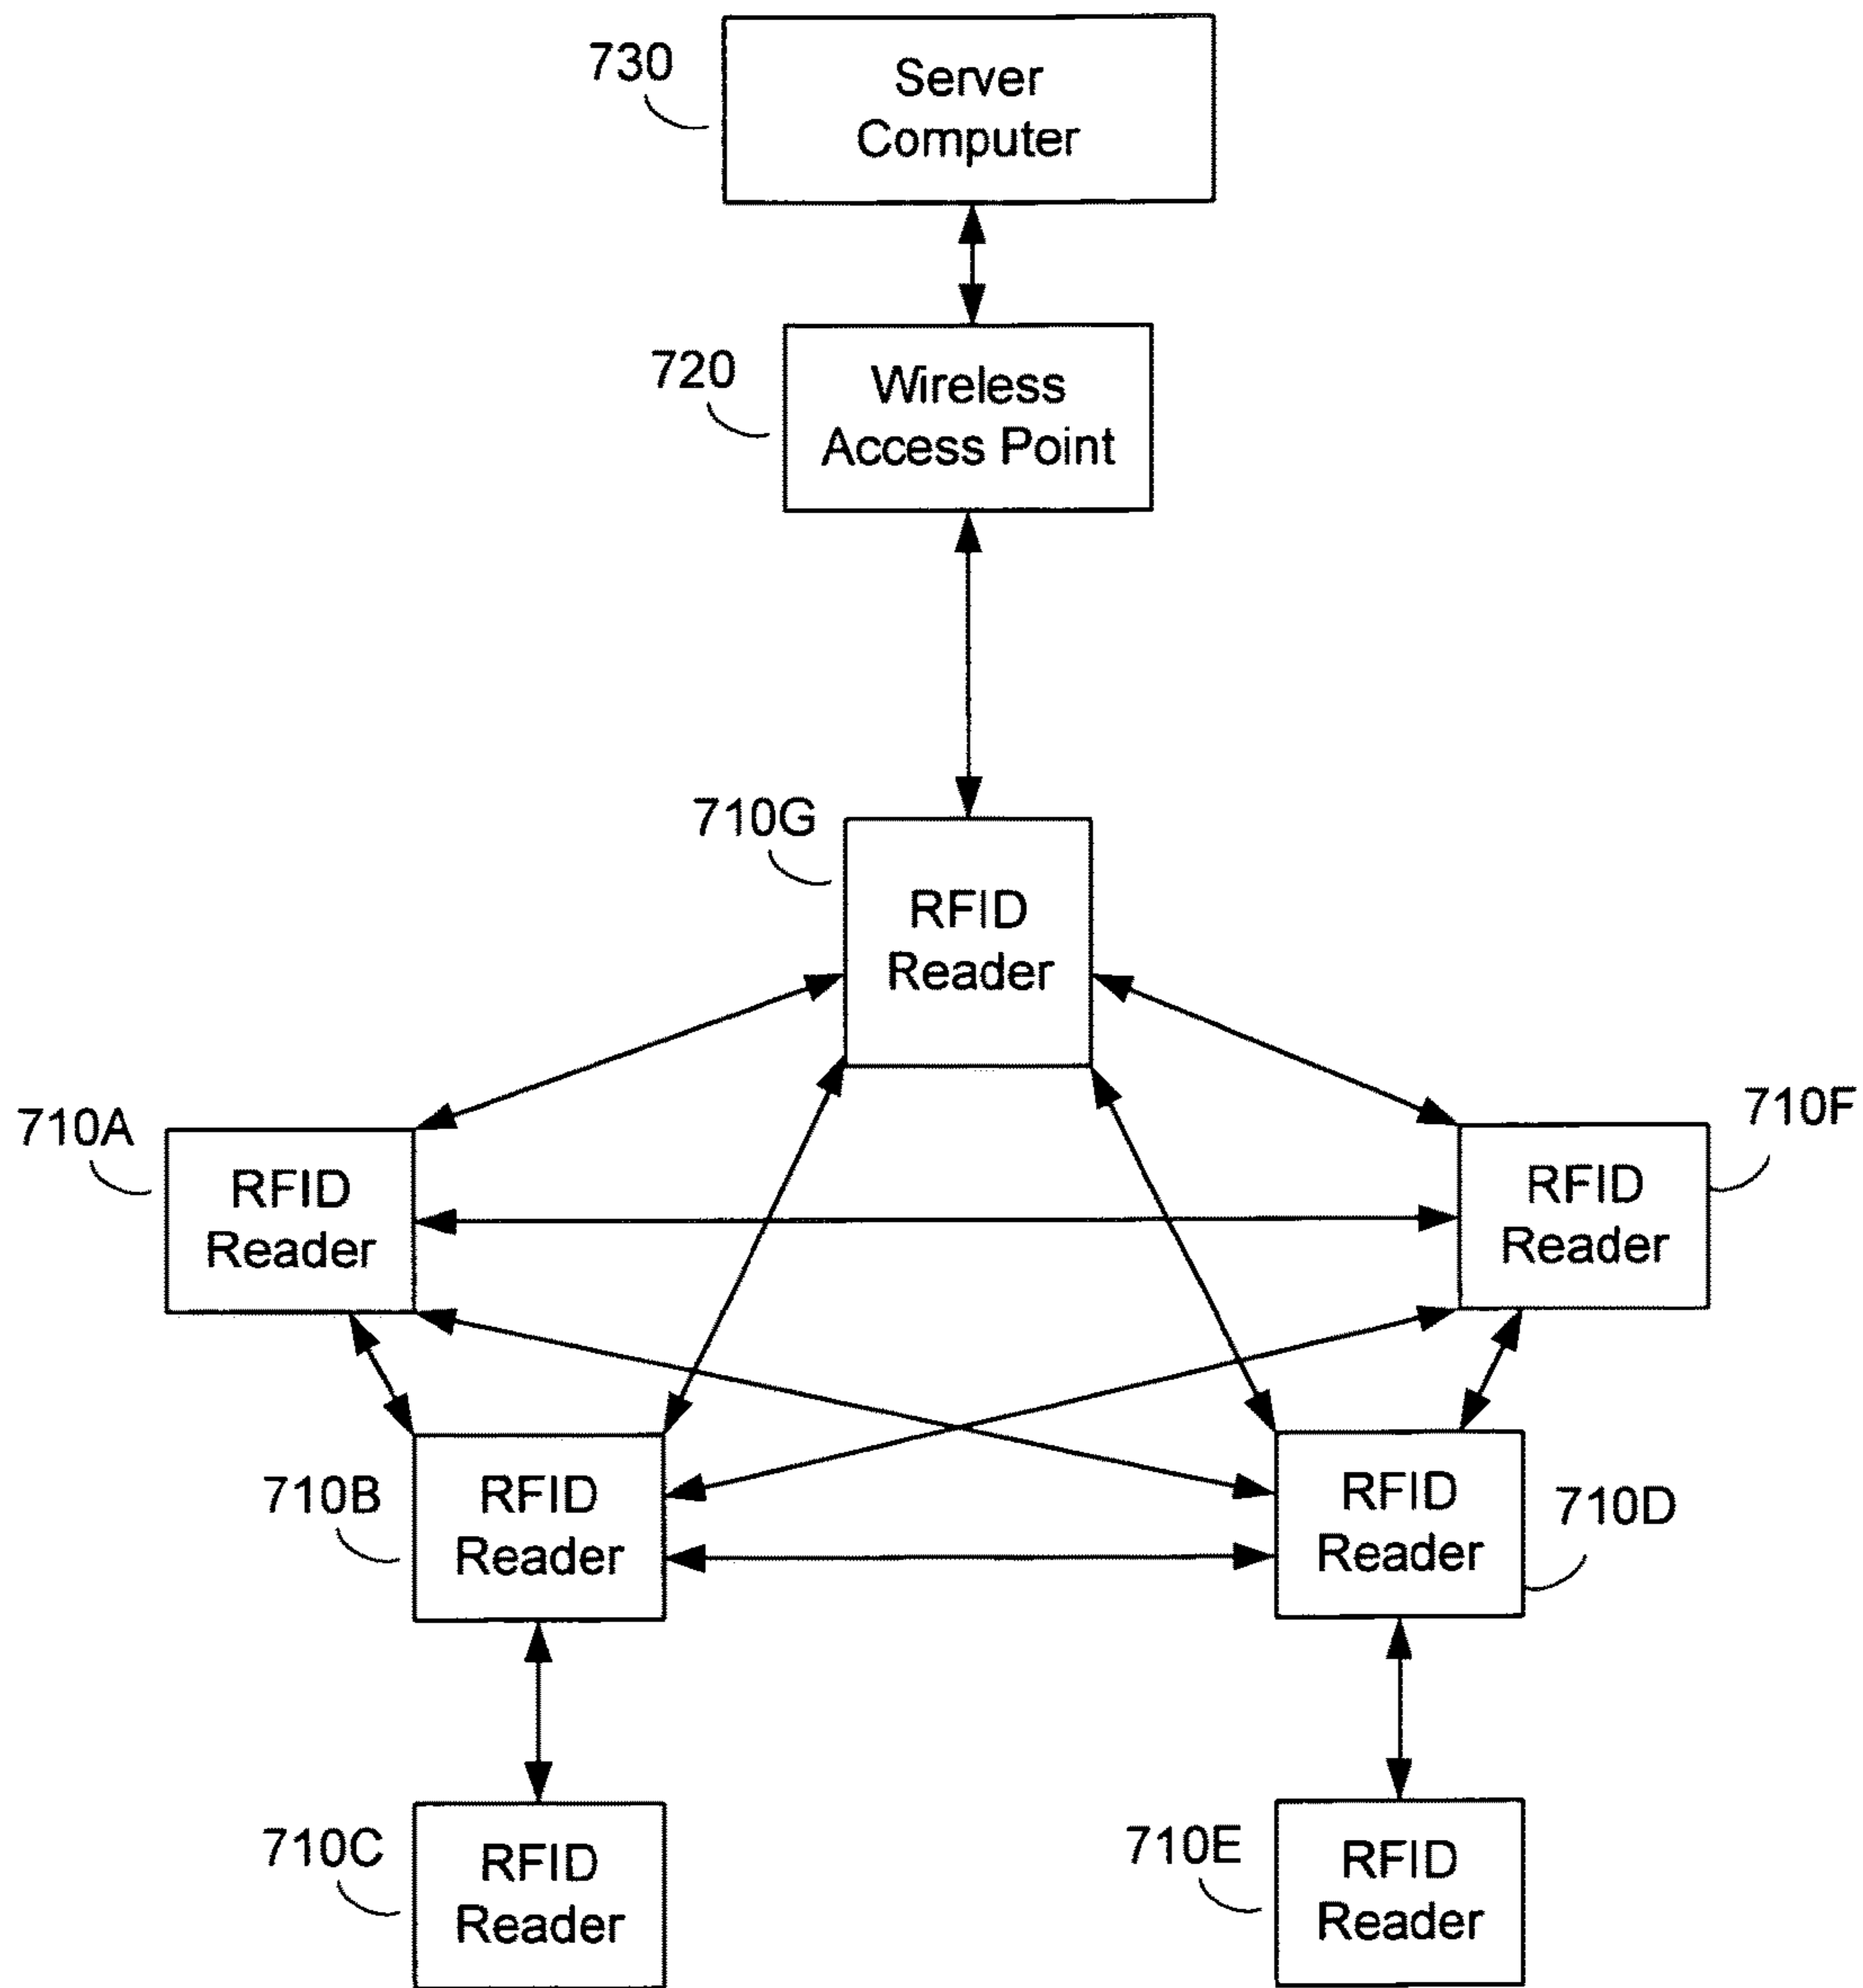 730
Server
Computer
720
Wireless
Access Point
710G
RFID
Reader
710A
RFID
Reader
710F
RFID
Reader
710B
RFID
Reader
710D
RFID
Reader
710C
RFID
Reader
710E
RFID
Reader